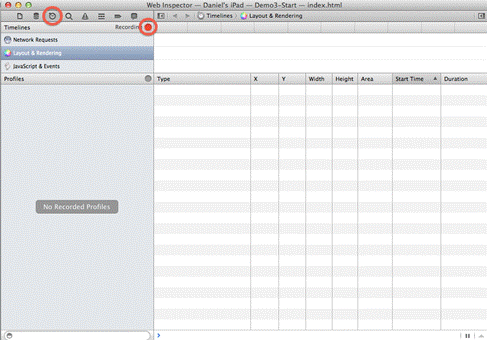 Web Inspector — Daniel's iPad — Demo3-Start — index.html
Timelines Layout & Rendering
Timelines Recording
Network Requests
Layout & Rendering
JavaScript & Events
Profiles Type X Y Width Height Area Start Time Duration
No Recorded Profiles